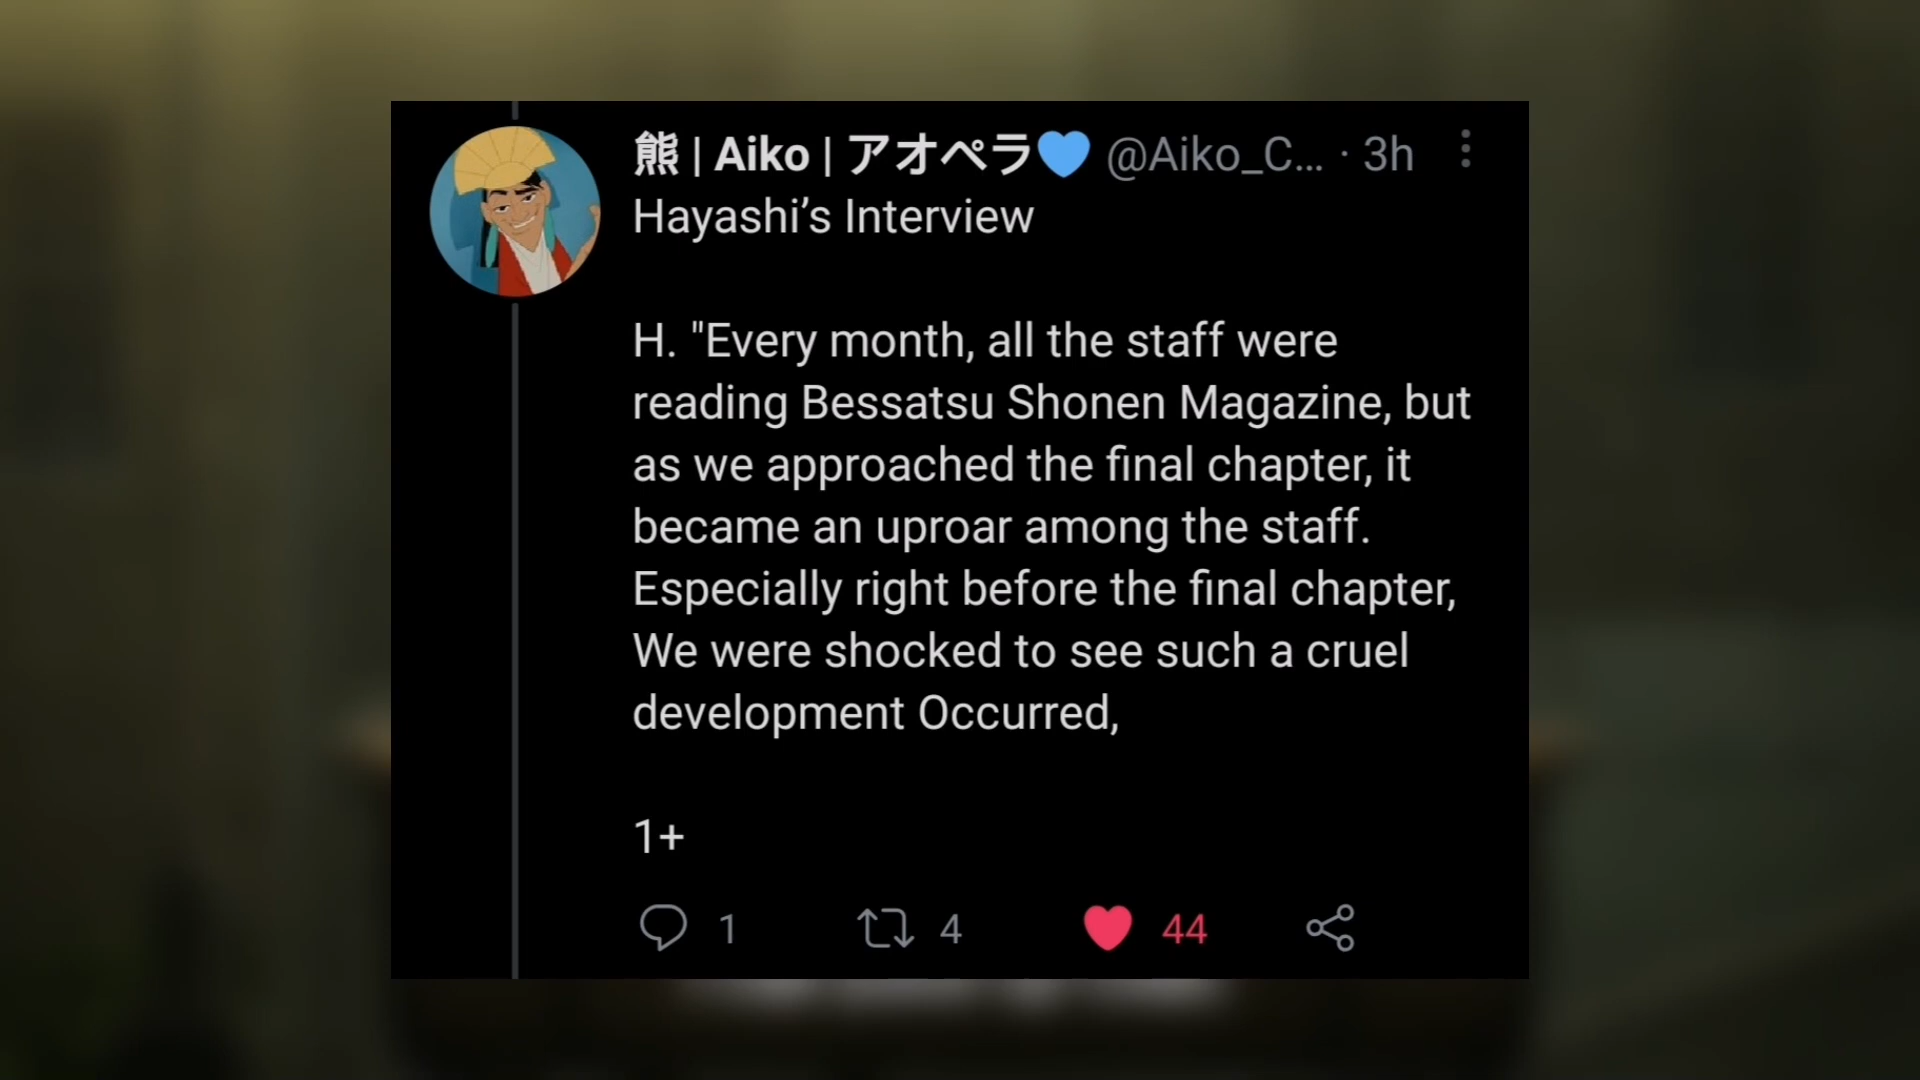 熊 | Aiko | アオペラ💙 @Aiko_C... · 3h
Hayashi’s Interview
H. "Every month, all the staff were
reading Bessatsu Shonen Magazine, but
as we approached the final chapter, it
became an uproar among the staff.
Especially right before the final chapter,
We were shocked to see such a cruel
development Occurred,
1+
1 4 44